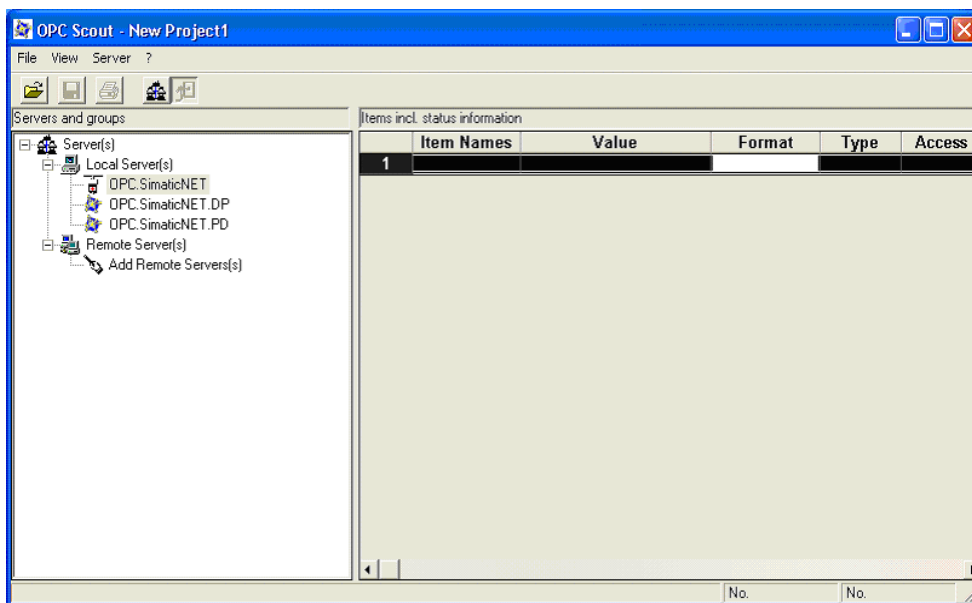 OPC Scout - New Project1
File View Server ?
Servers and groups
Items incl. status information
Server(s)
Local Server(s)
OPC.SimaticNET
OPC.SimaticNET.DP
OPC.SimaticNET.PD
Remote Server(s)
Add Remote Servers(s)
Item Names Value Format Type Access
1
No. No.